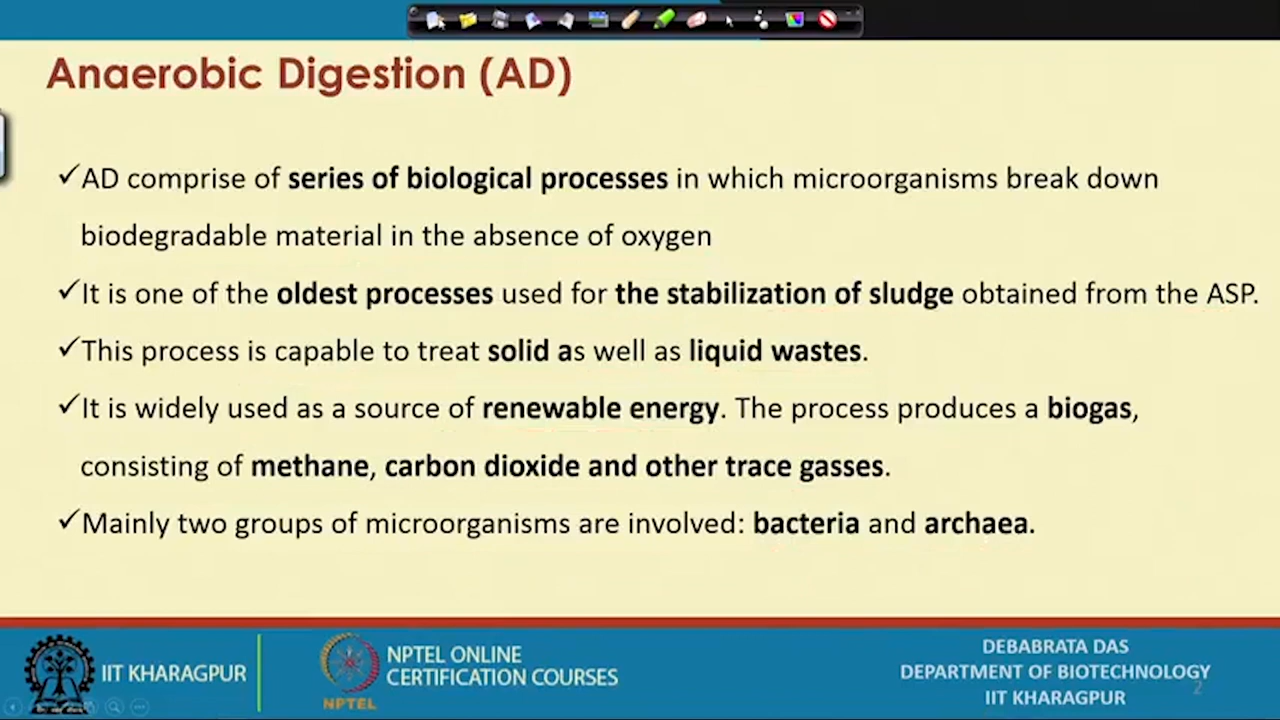 Anaerobic Digestion (AD)
✓AD comprise of series of biological processes in which microorganisms break down
biodegradable material in the absence of oxygen
✓It is one of the oldest processes used for the stabilization of sludge obtained from the ASP.
✓This process is capable to treat solid as well as liquid wastes.
✓It is widely used as a source of renewable energy. The process produces a biogas,
consisting of methane, carbon dioxide and other trace gasses.
✓Mainly two groups of microorganisms are involved: bacteria and archaea.
IIT KHARAGPUR
NPTEL
NPTEL ONLINE
CERTIFICATION COURSES
DEBABRATA DAS
DEPARTMENT OF BIOTECHNOLOGY
IIT KHARAGPUR
2